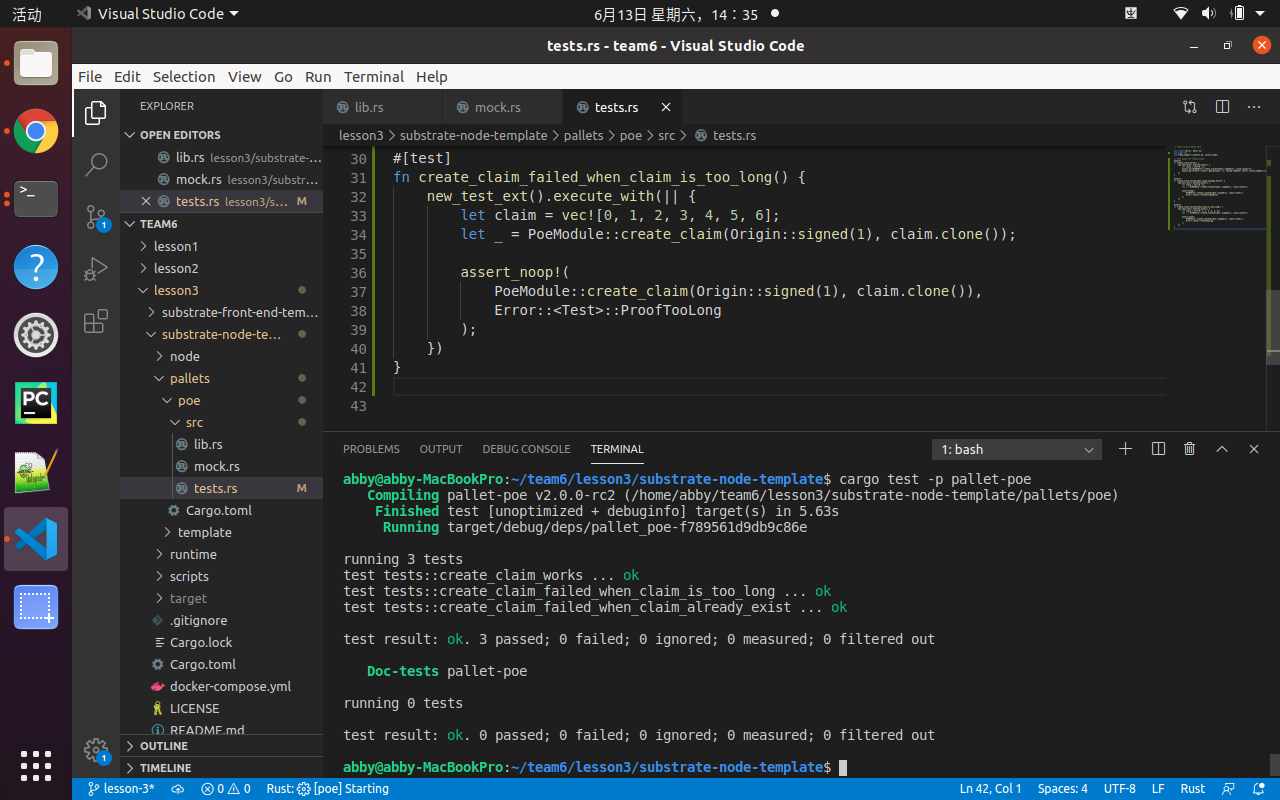 活动
Visual Studio Code
6月13日 星期六，14：35
tests.rs - team6 - Visual Studio Code
File Edit Selection View Go Run Terminal Help
EXPLORER
OPEN EDITORS
lib.rs lesson3/substrate-...
mock.rs lesson3/substr...
tests.rs lesson3/s... M
TEAM6
lesson1
lesson2
lesson3
substrate-front-end-tem...
substrate-node-te...
node
pallets
poe
src
lib.rs
mock.rs
tests.rs M
Cargo.toml
template
runtime
scripts
target
.gitignore
Cargo.lock
Cargo.toml
docker-compose.yml
LICENSE
README.md
OUTLINE
TIMELINE
1
1
PC
lib.rs mock.rs tests.rs
lesson3 > substrate-node-template > pallets > poe > src > tests.rs
30 #[test]
31 fn create_claim_failed_when_claim_is_too_long() {
32 new_test_ext().execute_with(|| {
33 let claim = vec![0, 1, 2, 3, 4, 5, 6];
34 let _ = PoeModule::create_claim(Origin::signed(1), claim.clone());
35
36 assert_noop!(
37 PoeModule::create_claim(Origin::signed(1), claim.clone()),
38 Error::<Test>::ProofTooLong
39 );
40 })
41 }
42
43
PROBLEMS OUTPUT DEBUG CONSOLE TERMINAL
1: bash
abby@abby-MacBookPro:~/team6/lesson3/substrate-node-template$ cargo test -p pallet-poe
Compiling pallet-poe v2.0.0-rc2 (/home/abby/team6/lesson3/substrate-node-template/pallets/poe)
Finished test [unoptimized + debuginfo] target(s) in 5.63s
Running target/debug/deps/pallet_poe-f789561d9db9c86e
running 3 tests
test tests::create_claim_works ... ok
test tests::create_claim_failed_when_claim_is_too_long ... ok
test tests::create_claim_failed_when_claim_already_exist ... ok
test result: ok. 3 passed; 0 failed; 0 ignored; 0 measured; 0 filtered out
Doc-tests pallet-poe
running 0 tests
test result: ok. 0 passed; 0 failed; 0 ignored; 0 measured; 0 filtered out
abby@abby-MacBookPro:~/team6/lesson3/substrate-node-template$
lesson-3* 0 0 Rust: [poe] Starting
Ln 42, Col 1 Spaces: 4 UTF-8 LF Rust